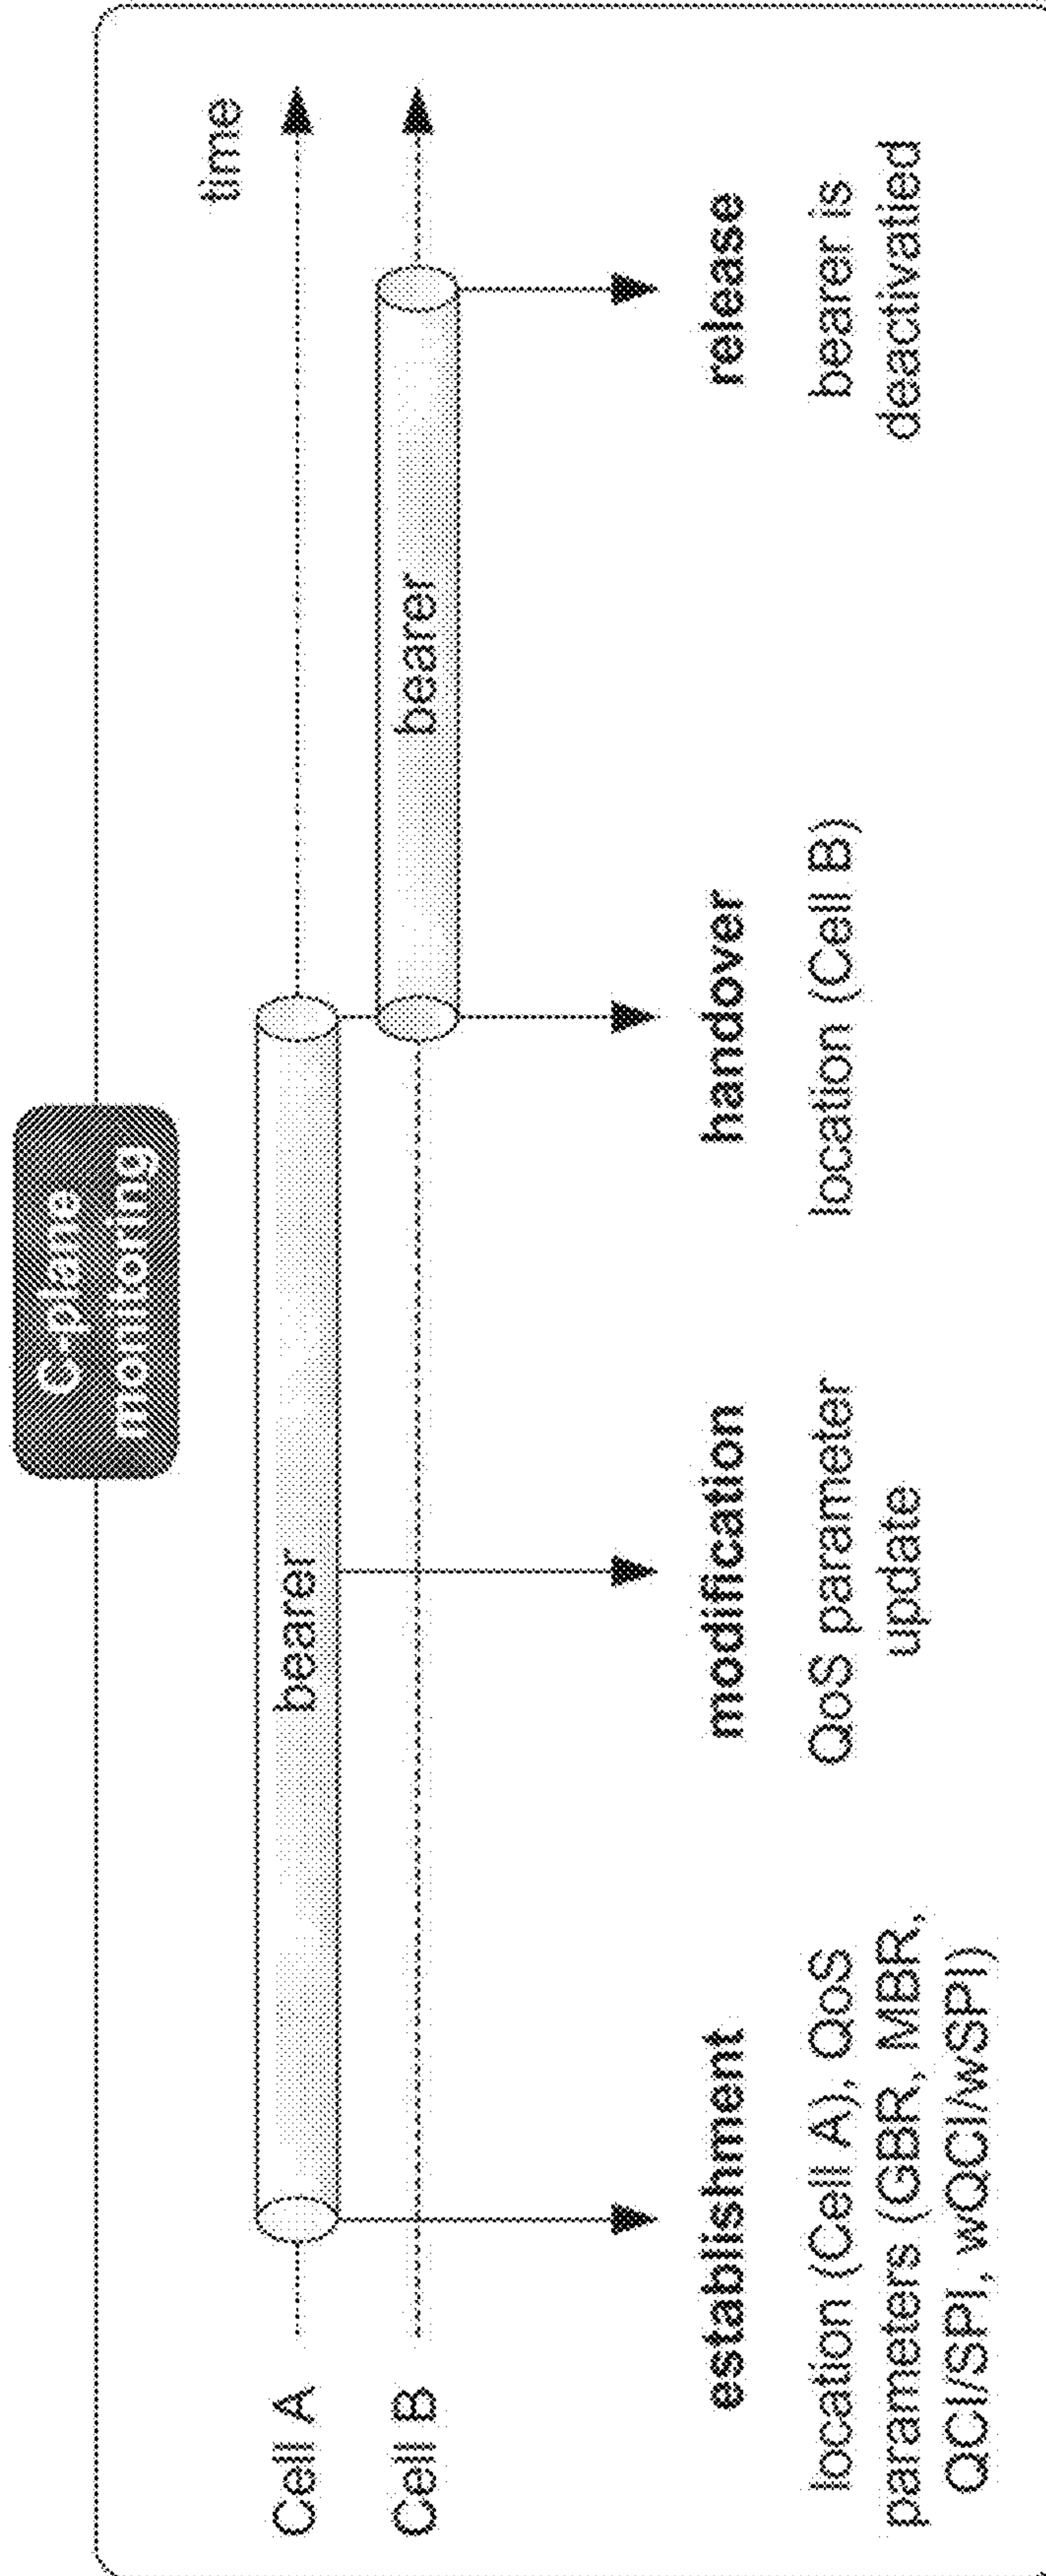 C-plane
monitoring
time
Cell A
bearer
Cell B
bearer
establishment
modification
handover
release
location (Cell A), QoS
parameters (GBR, MBR,
QCI/SPI, wQCI/wSPI)
QoS parameter
update
location (Cell B)
bearer is
deactivatied